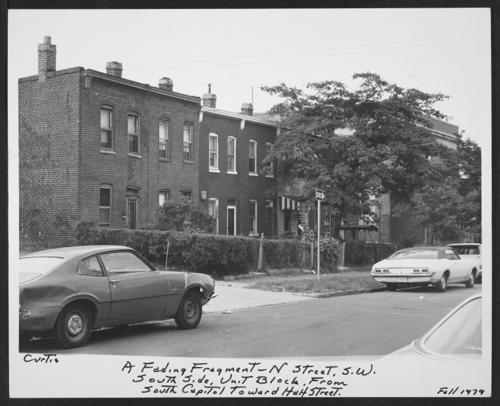 A Fading Fragment - N Street, S.W.
South Side, Unit Block, From
South Capitol Toward Half Street.
Curtis
Fall 1979